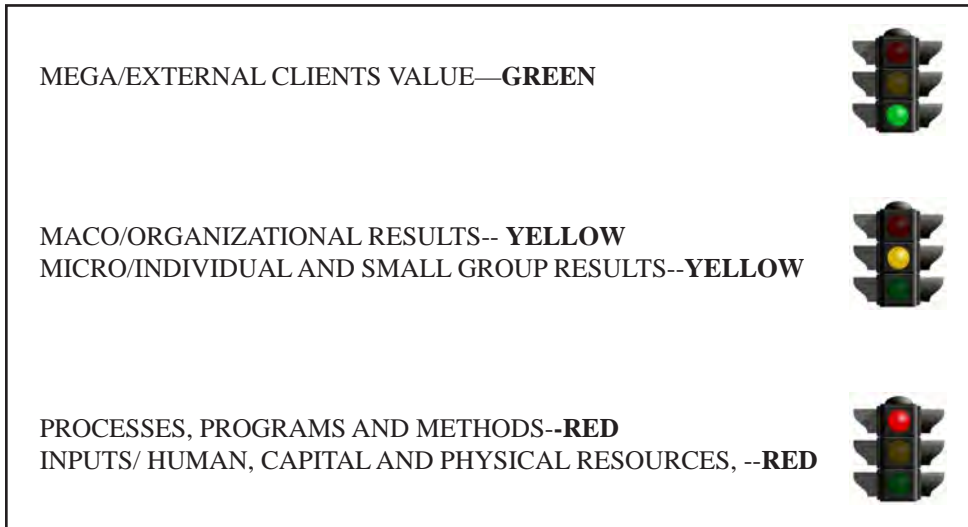 MEGA/EXTERNAL CLIENTS VALUE—GREEN
MACO/ORGANIZATIONAL RESULTS-- YELLOW
MICRO/INDIVIDUAL AND SMALL GROUP RESULTS--YELLOW
PROCESSES, PROGRAMS AND METHODS--RED
INPUTS/ HUMAN, CAPITAL AND PHYSICAL RESOURCES, --RED